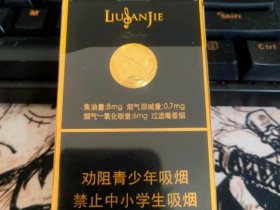 LIUSANJIE
焦油量:8mg 烟气烟碱量:0.7mg
烟气一氧化碳量:6mg 过滤嘴香烟
劝阻青少年吸烟
禁止中小学生吸烟